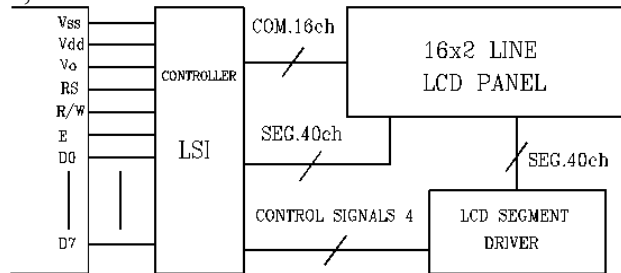 Vss
Vdd
Vo
RS
R/W
E
D0
D7
CONTROLLER
LSI
COM.16ch
SEG.40ch
CONTROL SIGNALS 4
16x2 LINE
LCD PANEL
SEG.40ch
LCD SEGMENT
DRIVER